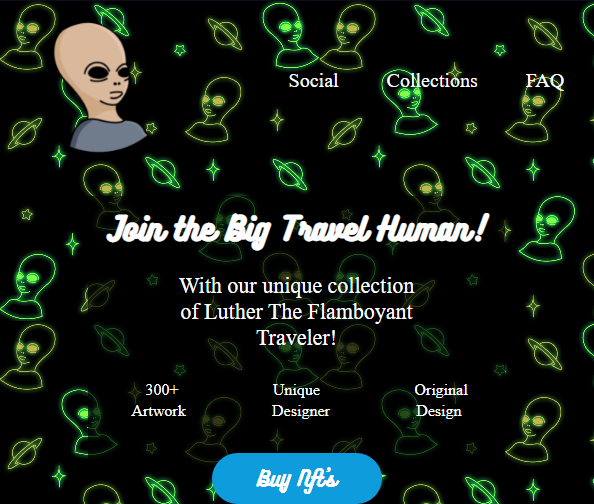 Social Collections FAQ
Join the Big Travel Human!
With our unique collection
of Luther The Flamboyant
Traveler!
300+ Unique Original
Artwork Designer Design
Buy Nft's